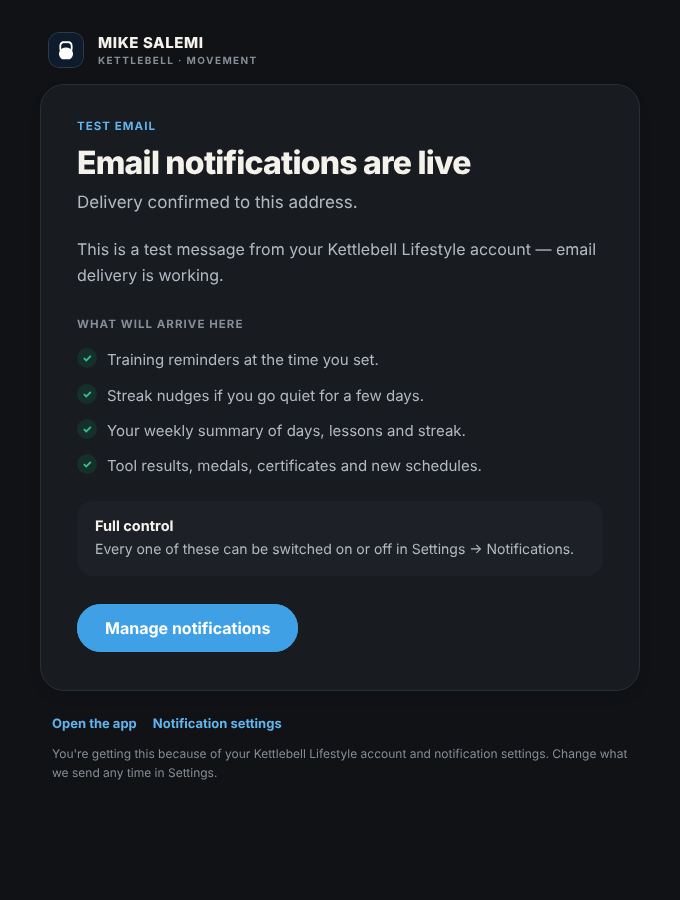 MIKE SALEMI
KETTLEBELL · MOVEMENT
TEST EMAIL
Email notifications are live
Delivery confirmed to this address.
This is a test message from your Kettlebell Lifestyle account — email
delivery is working.
WHAT WILL ARRIVE HERE
Training reminders at the time you set.
Streak nudges if you go quiet for a few days.
Your weekly summary of days, lessons and streak.
Tool results, medals, certificates and new schedules.
Full control
Every one of these can be switched on or off in Settings → Notifications.
Manage notifications
Open the app Notification settings
You're getting this because of your Kettlebell Lifestyle account and notification settings. Change what
we send any time in Settings.